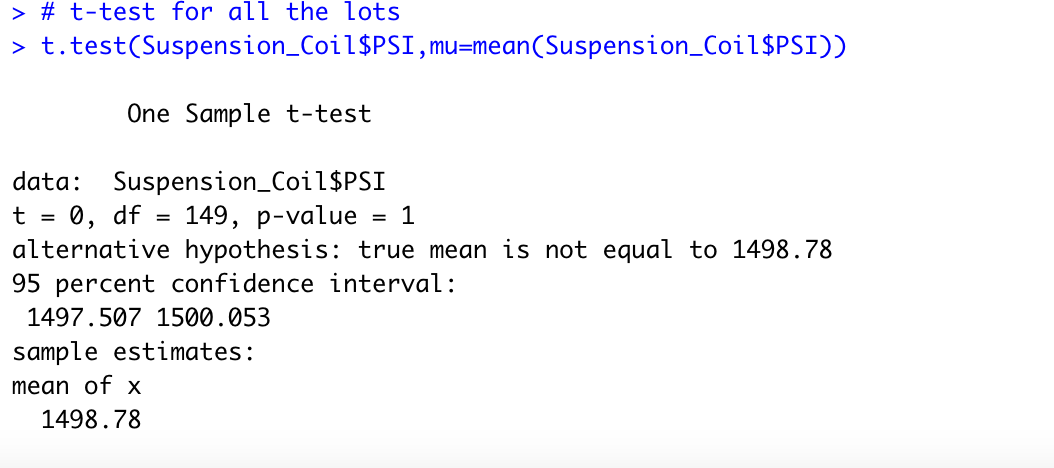 > # t-test for all the lots
> t.test(Suspension_Coil$PSI,mu=mean(Suspension_Coil$PSI))
One Sample t-test
data:  Suspension_Coil$PSI
t = 0, df = 149, p-value = 1
alternative hypothesis: true mean is not equal to 1498.78
95 percent confidence interval:
1497.507 1500.053
sample estimates:
mean of x
1498.78